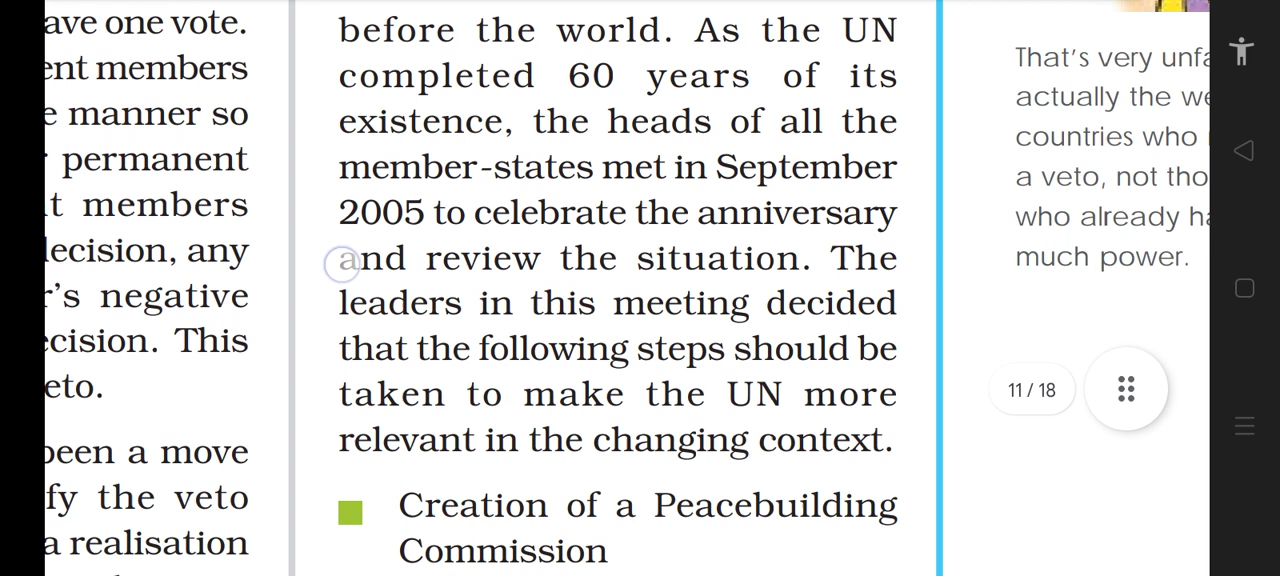 ave one vote.
ent members
e manner so
permanent
t members
decision, any
r's negative
ecision. This
eto.
been a move
fy the veto
a realisation
before the world. As the UN
completed 60 years of its
existence, the heads of all the
member-states met in September
2005 to celebrate the anniversary
and review the situation. The
leaders in this meeting decided
that the following steps should be
taken to make the UN more
relevant in the changing context.
Creation of a Peacebuilding
Commission
That's very unfa
actually the we
countries who
a veto, not tho
who already ha
much power.
11 / 18